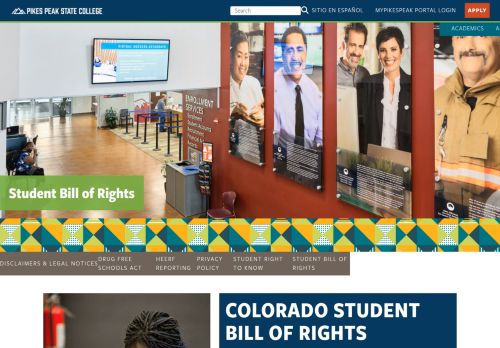 PIKES PEAK STATE COLLEGE
Search
SITIO EN ESPAÑOL
MYPIKESPEAK PORTAL LOGIN
APPLY
ACADEMICS
ENROLLMENT
SERVICES
Student Bill of Rights
DISCLAIMERS & LEGAL NOTICES
DRUG FREE
SCHOOLS ACT
HEERF
REPORTING
PRIVACY
POLICY
STUDENT RIGHT
TO KNOW
STUDENT BILL OF
RIGHTS
COLORADO STUDENT
BILL OF RIGHTS